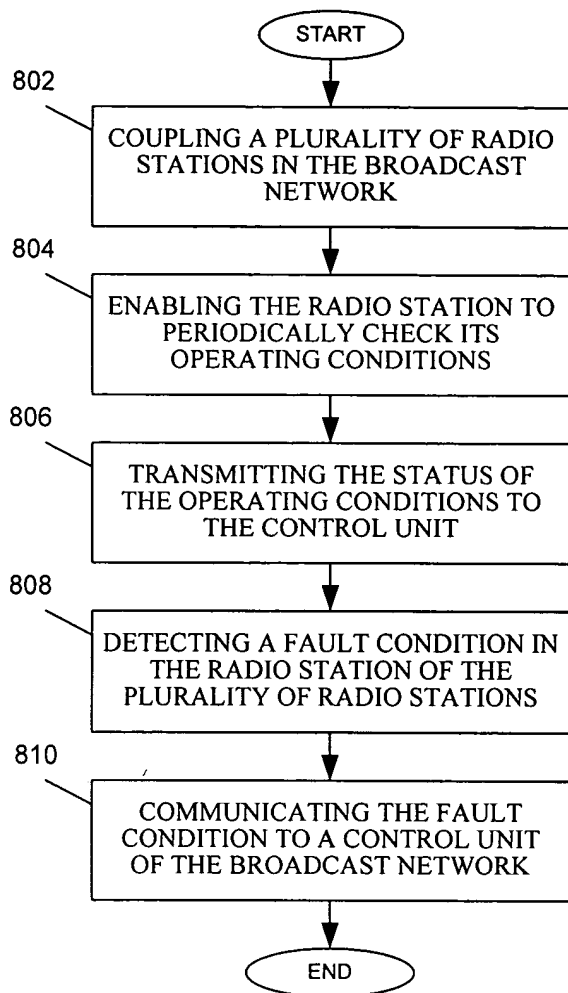 START
802
COUPLING A PLURALITY OF RADIO
STATIONS IN THE BROADCAST
NETWORK
804
ENABLING THE RADIO STATION TO
PERIODICALLY CHECK ITS
OPERATING CONDITIONS
806
TRANSMITTING THE STATUS OF
THE OPERATING CONDITIONS TO
THE CONTROL UNIT
808
DETECTING A FAULT CONDITION IN
THE RADIO STATION OF THE
PLURALITY OF RADIO STATIONS
810
COMMUNICATING THE FAULT
CONDITION TO A CONTROL UNIT
OF THE BROADCAST NETWORK
END